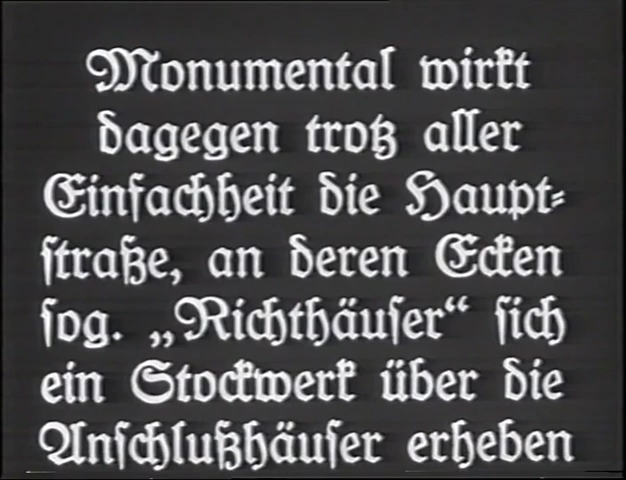 Monumental wirkt
dagegen trotz aller
Einfachheit die Haupt-
straße, an deren Ecken
sog. „Richthäuser“ sich
ein Stockwerk über die
Anschlußhäuser erheben